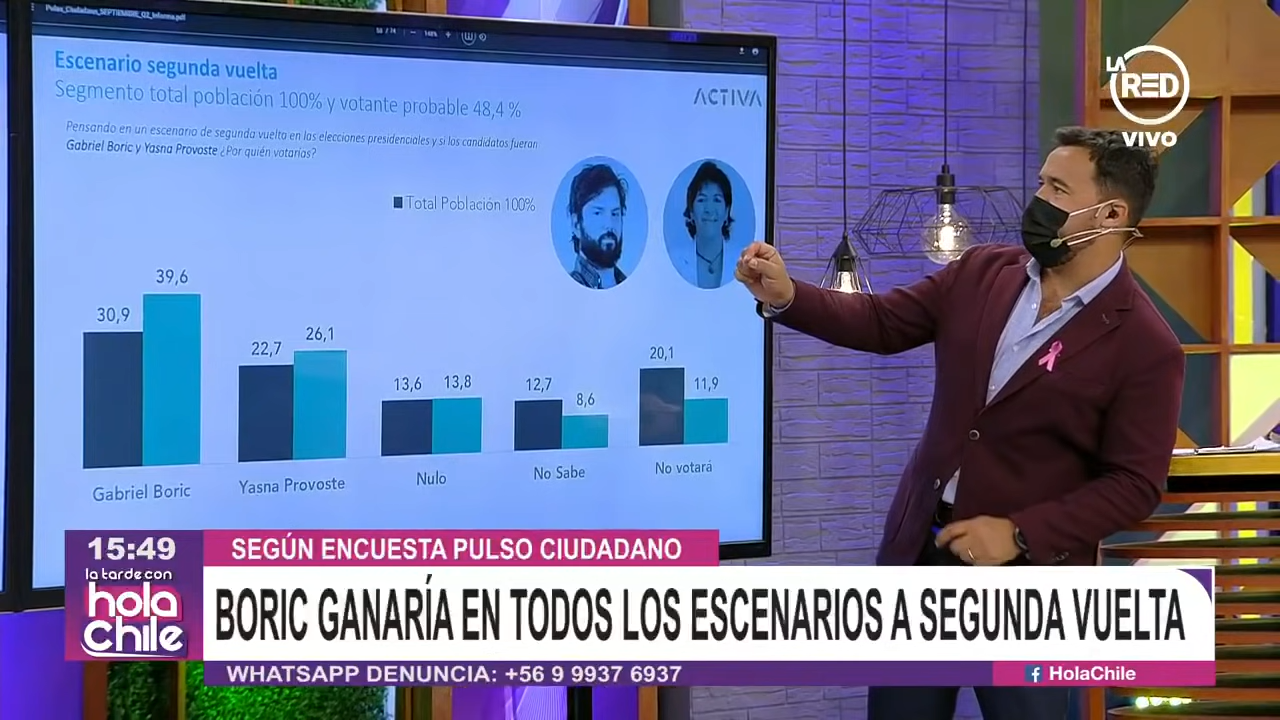 Pulso_Ciudadano_SEPTIEMBRE_Q2_Informe.pdf
Escenario segunda vuelta
Segmento total población 100% y votante probable 48,4 %
ACTIVA
Pensando en un escenario de segunda vuelta en las elecciones presidenciales y si los candidatos fueran
Gabriel Boric y Yasna Provoste ¿Por quién votarías?
Total Población 100%
30,9
39,6
22,7
26,1
13,6
13,8
12,7
8,6
20,1
11,9
Gabriel Boric
Yasna Provoste
Nulo
No Sabe
No votará
LA RED
VIVO
15:49
la tarde con
hola
Chile
SEGÚN ENCUESTA PULSO CIUDADANO
BORIC GANARÍA EN TODOS LOS ESCENARIOS A SEGUNDA VUELTA
WHATSAPP DENUNCIA: +56 9 9937 6937
HolaChile